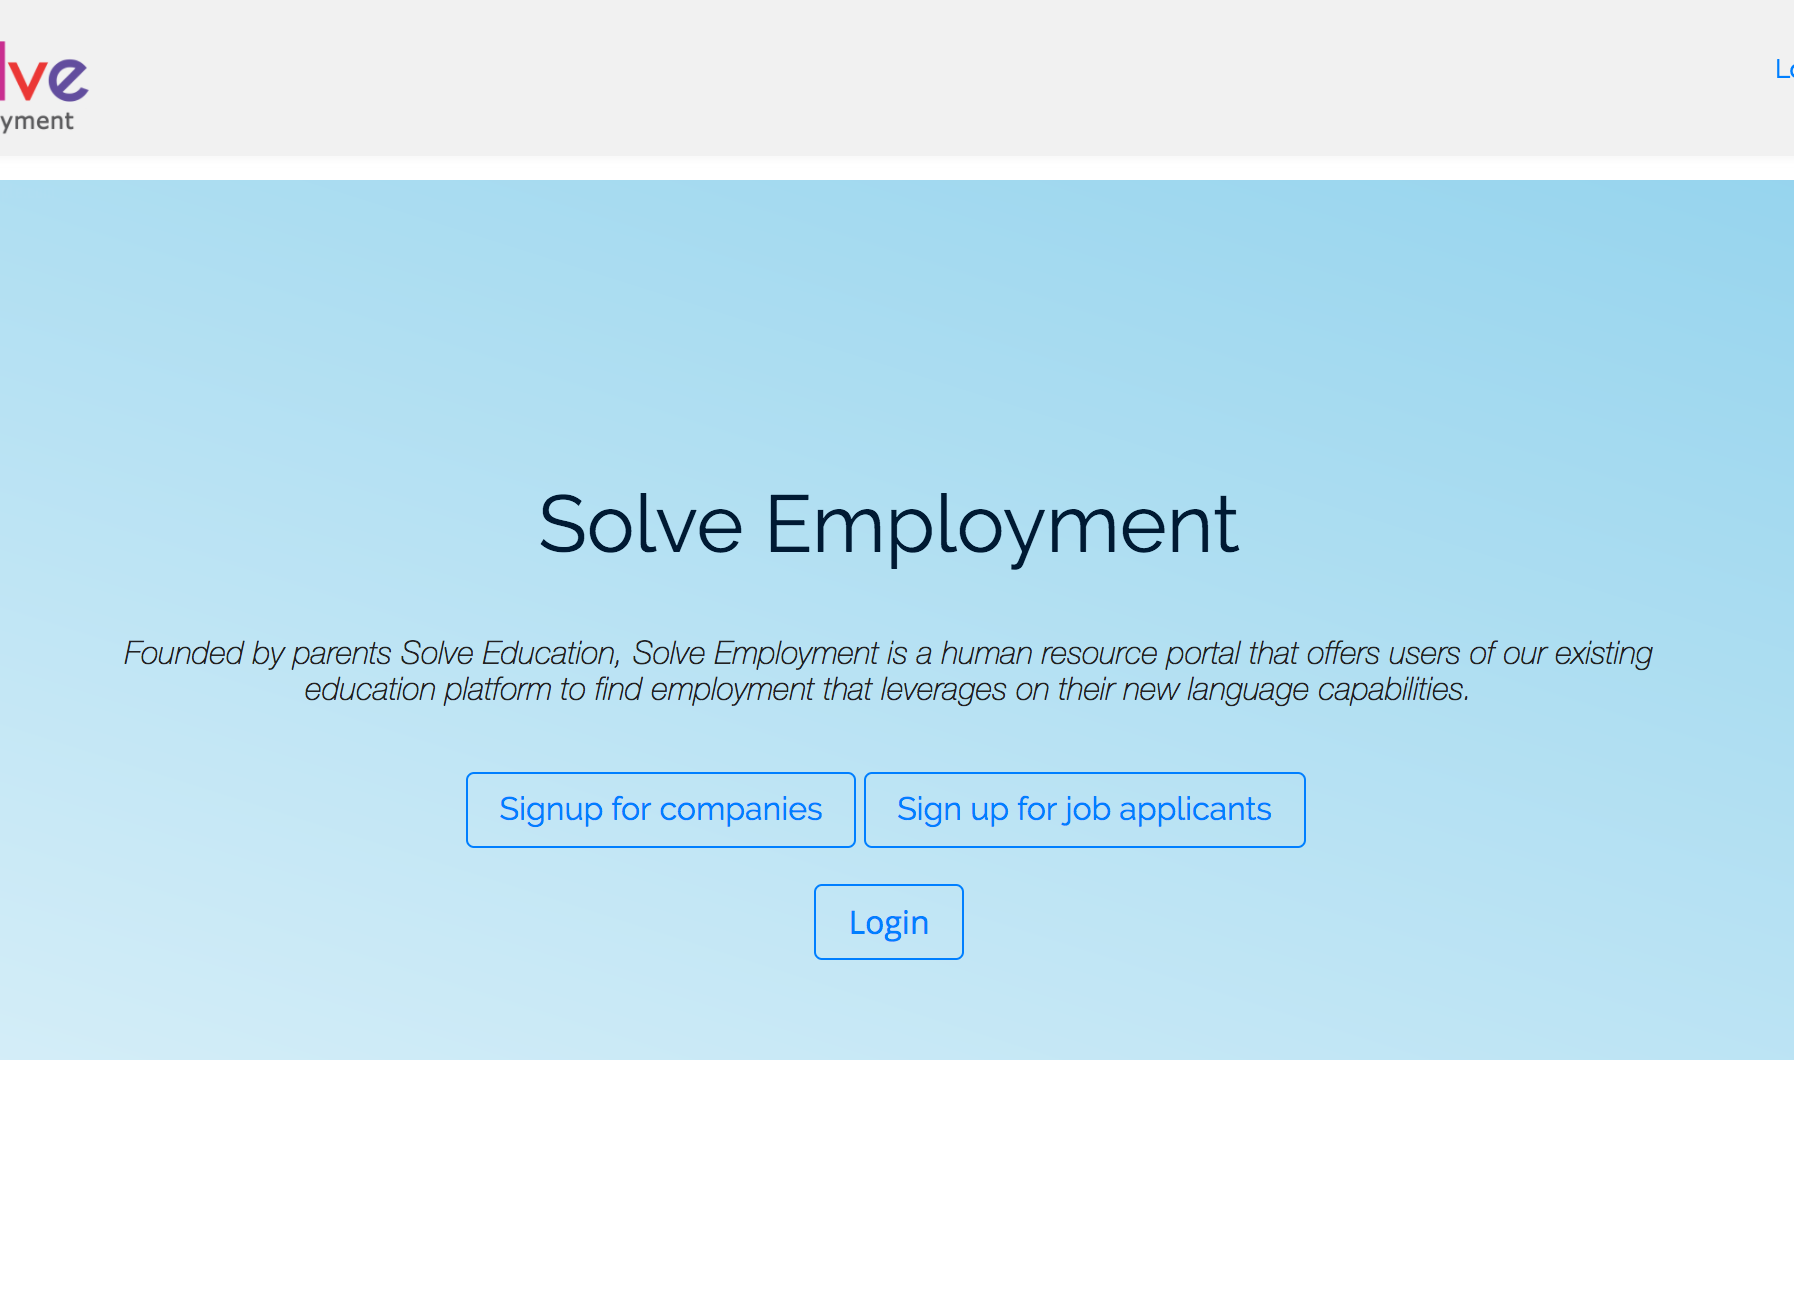 lve
yment
Lo
Solve Employment
Founded by parents Solve Education, Solve Employment is a human resource portal that offers users of our existing
education platform to find employment that leverages on their new language capabilities.
Signup for companies
Sign up for job applicants
Login